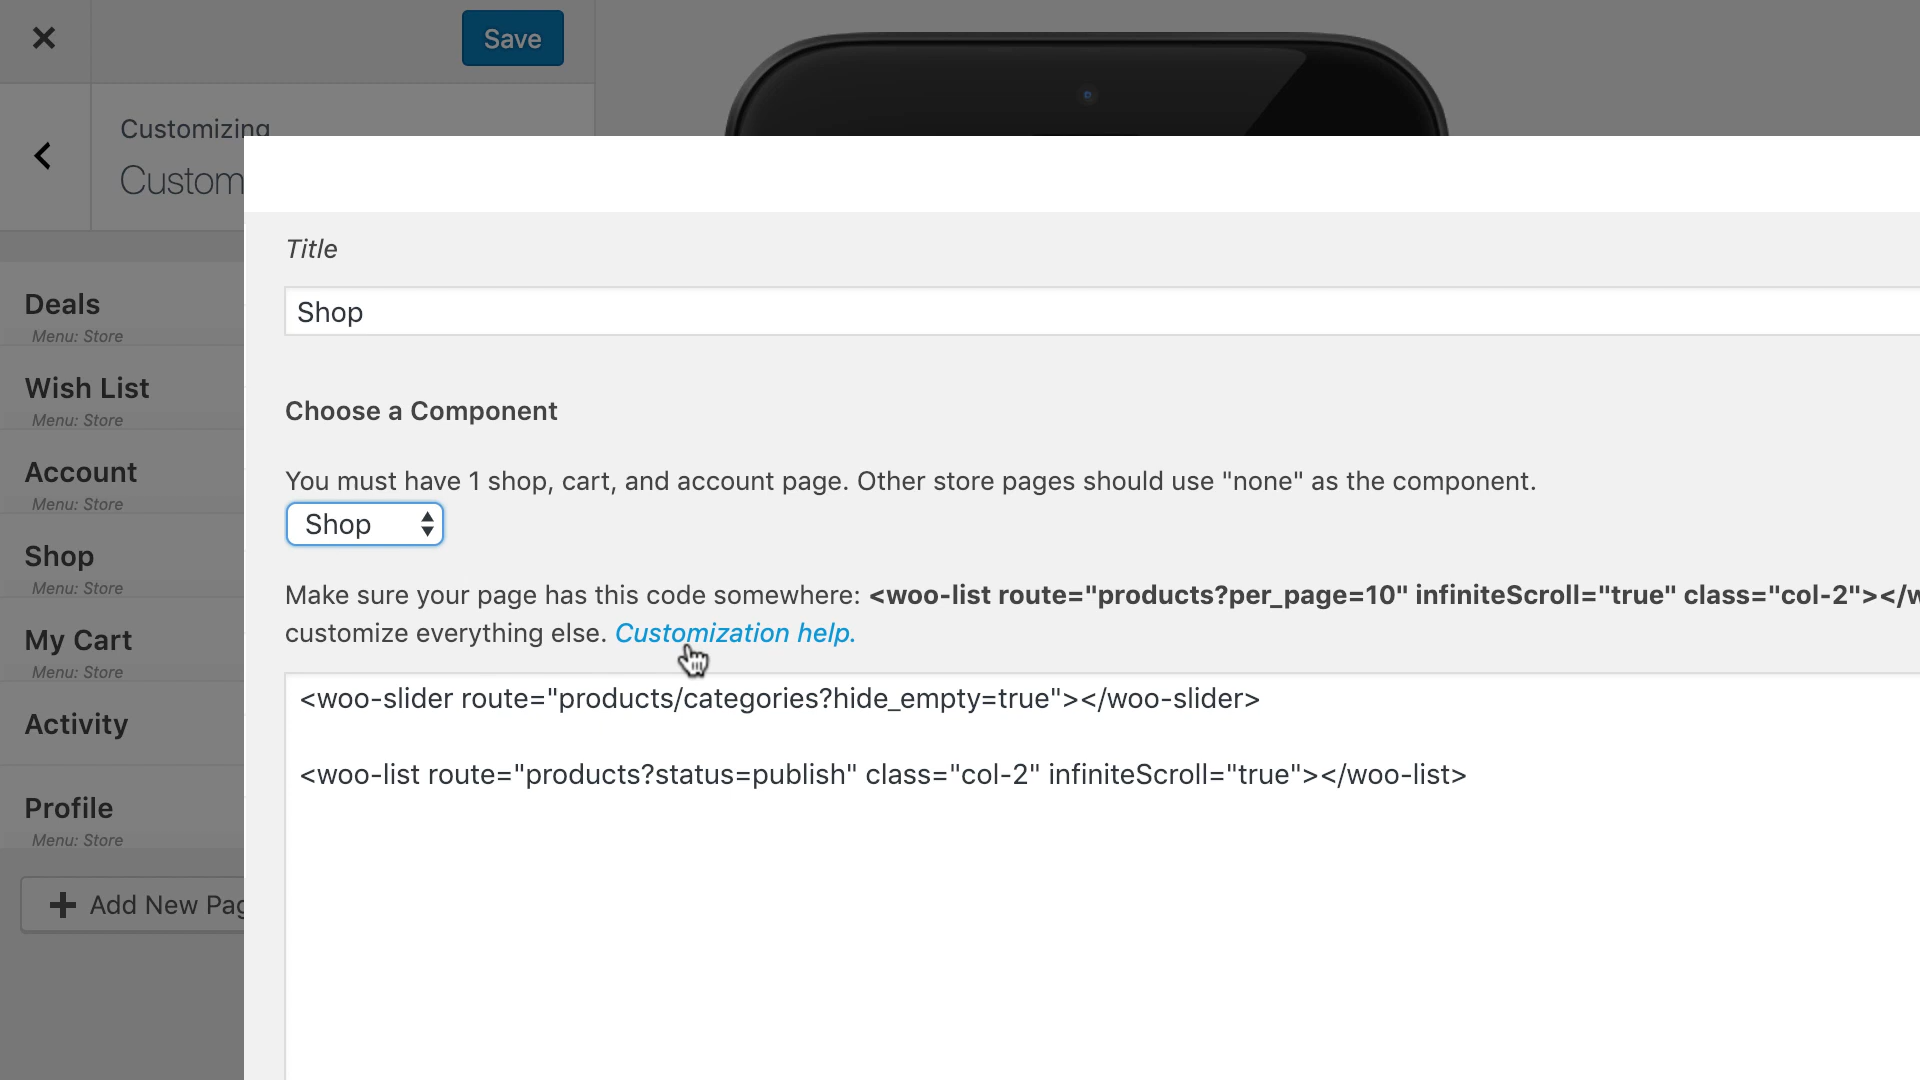 Save
Customizing
Custom
Title
Shop
Choose a Component
You must have 1 shop, cart, and account page. Other store pages should use "none" as the component.
Shop
Make sure your page has this code somewhere: <woo-list route="products?per_page=10" infiniteScroll="true" class="col-2"></w
customize everything else. Customization help.
<woo-slider route="products/categories?hide_empty=true"></woo-slider>
<woo-list route="products?status=publish" class="col-2" infiniteScroll="true"></woo-list>
Deals
Menu: Store
Wish List
Menu: Store
Account
Menu: Store
Shop
Menu: Store
My Cart
Menu: Store
Activity
Profile
Menu: Store
Add New Pag